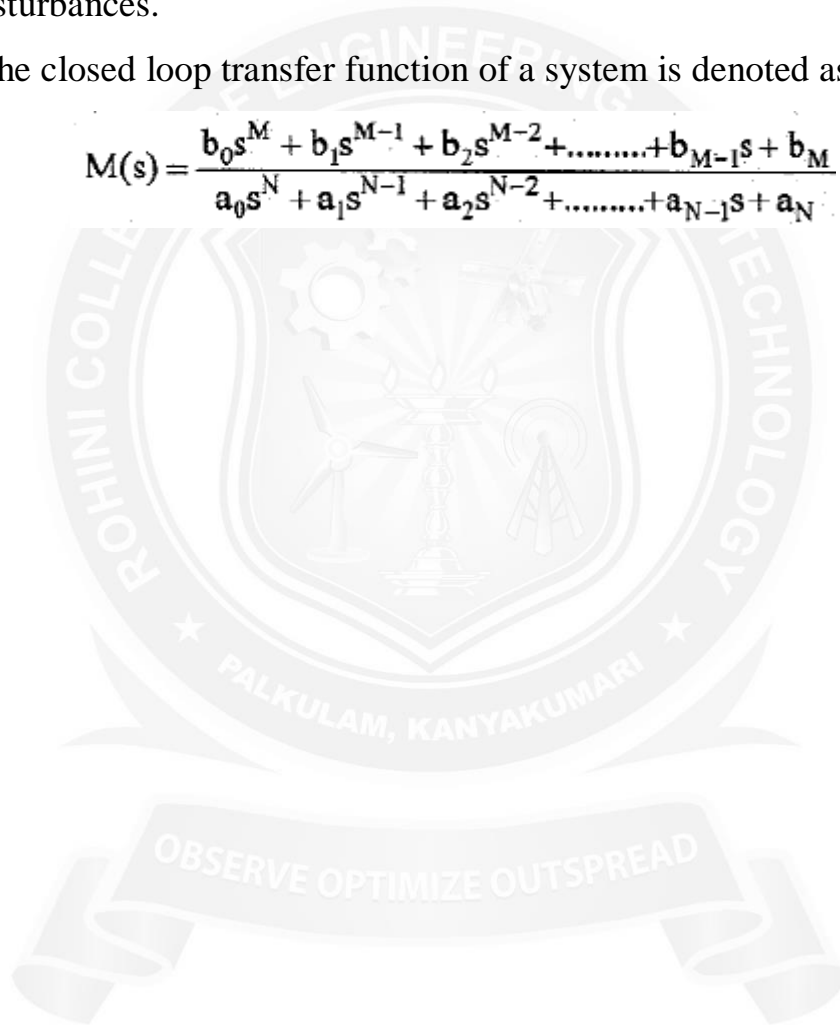 sturbances.
he closed loop transfer function of a system is denoted as
M(s) = (b₀s^M + b₁s^(M−1) + b₂s^(M−2) +.........+ b_(M−1)s + b_M) / (a₀s^N + a₁s^(N−1) + a₂s^(N−2) +.........+ a_(N−1)s + a_N)
ROHINI COLLEGE OF ENGINEERING & TECHNOLOGY
PALKULAM, KANYAKUMARI
OBSERVE OPTIMIZE OUTSPREAD